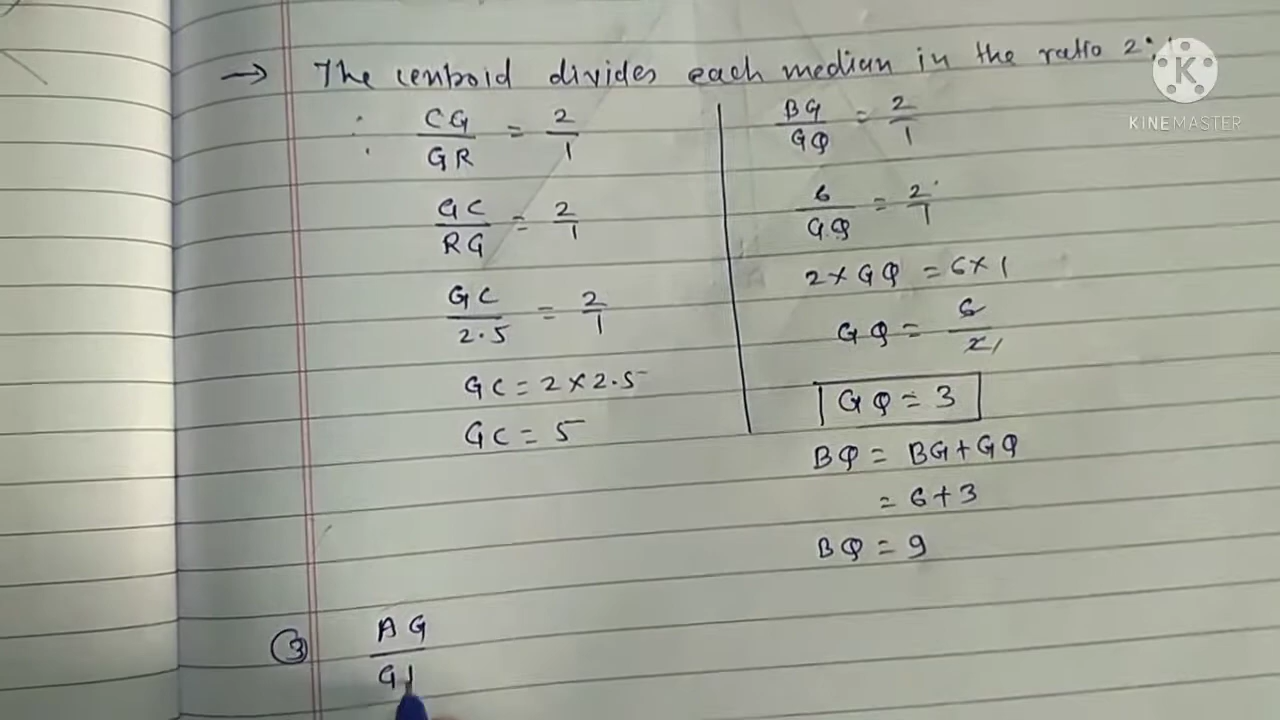 → The centroid divides each median in the ratio 2:1
∴ CG/GR = 2/1
GC/RG = 2/1
GC/2.5 = 2/1
GC = 2 × 2.5
GC = 5
BG/GQ = 2/1
6/GQ = 2/1
2 × GQ = 6 × 1
GQ = 6/2
GQ = 3
BQ = BG + GQ
= 6 + 3
BQ = 9
③ AG
G
K
KINEMASTER